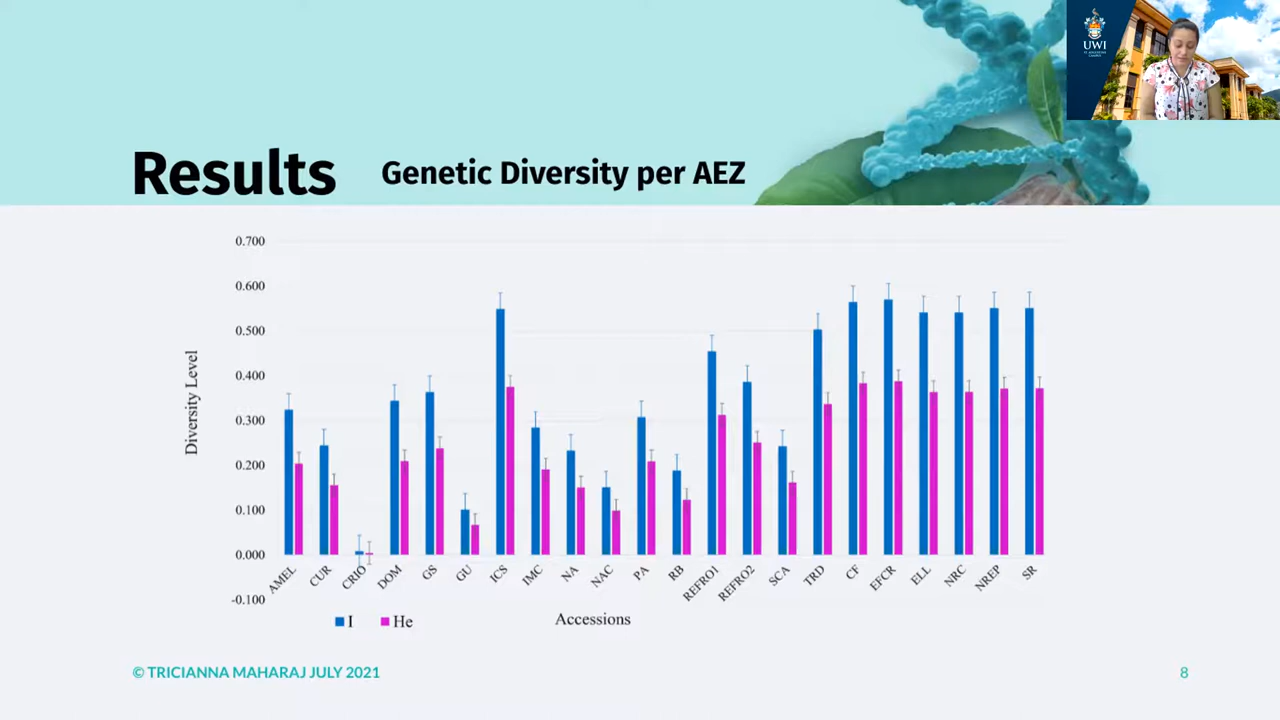 UWI
Results
Genetic Diversity per AEZ
0.700
0.600
0.500
0.400
0.300
0.200
0.100
0.000
-0.100
Diversity Level
AMEL
CUR
CRIO
DOM
GS
GU
ICS
IMC
NA
NAC
PA
RB
REFRO1
REFRO2
SCA
TRD
CF
EFCR
ELL
NRC
NREP
SR
I
He
Accessions
© TRICIANNA MAHARAJ JULY 2021
8